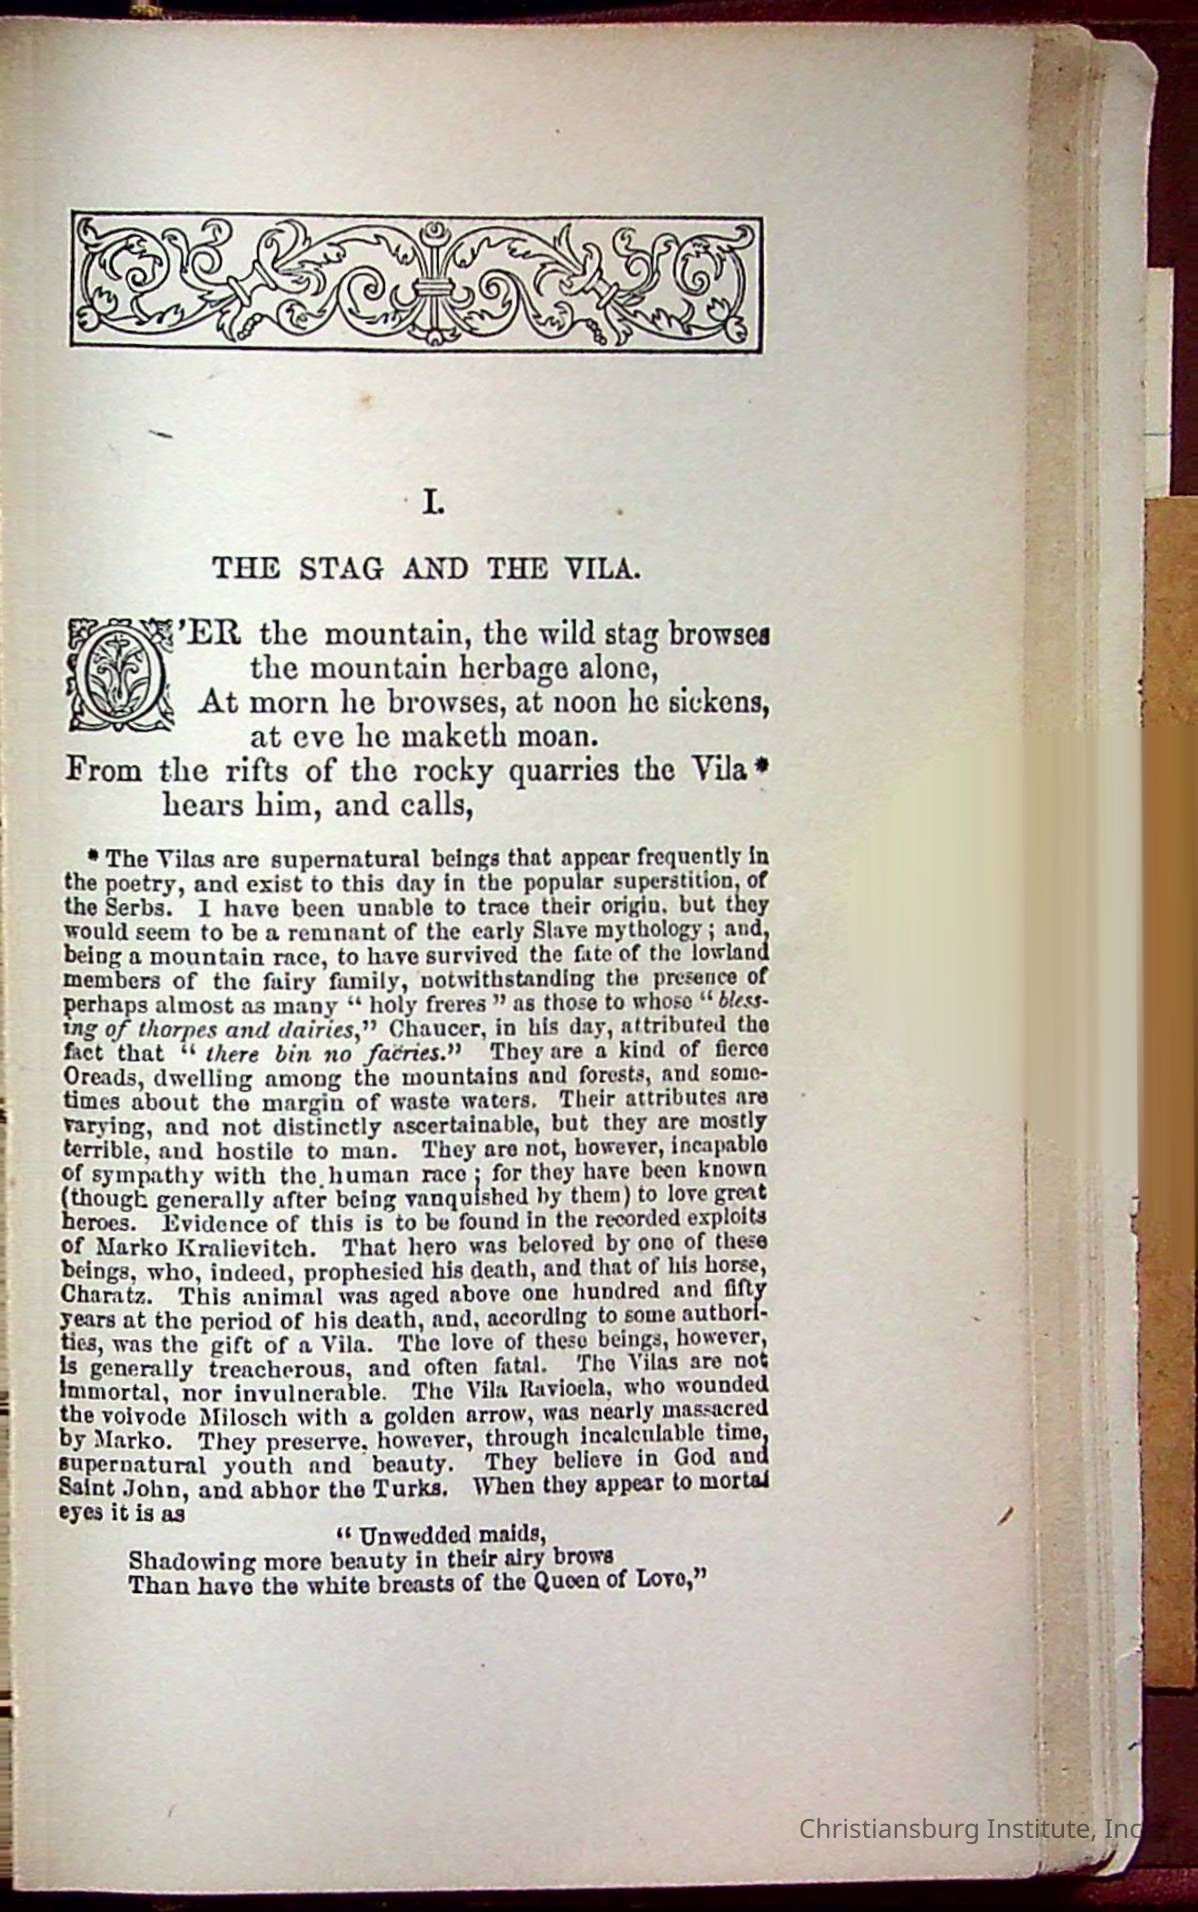 I.
THE STAG AND THE VILA.
O'ER the mountain, the wild stag browses
the mountain herbage alone,
At morn he browses, at noon he sickens,
at eve he maketh moan.
From the rifts of the rocky quarries the Vila*
hears him, and calls,
* The Vilas are supernatural beings that appear frequently in
the poetry, and exist to this day in the popular superstition, of
the Serbs. I have been unable to trace their origin, but they
would seem to be a remnant of the early Slave mythology; and,
being a mountain race, to have survived the fate of the lowland
members of the fairy family, notwithstanding the presence of
perhaps almost as many “ holy freres ” as those to whose “ bless-
ing of thorpes and dairies,” Chaucer, in his day, attributed the
fact that “ there bin no faëries.” They are a kind of fierce
Oreads, dwelling among the mountains and forests, and some-
times about the margin of waste waters. Their attributes are
varying, and not distinctly ascertainable, but they are mostly
terrible, and hostile to man. They are not, however, incapable
of sympathy with the human race; for they have been known
(though generally after being vanquished by them) to love great
heroes. Evidence of this is to be found in the recorded exploits
of Marko Kralievitch. That hero was beloved by one of these
beings, who, indeed, prophesied his death, and that of his horse,
Charatz. This animal was aged above one hundred and fifty
years at the period of his death, and, according to some authori-
ties, was the gift of a Vila. The love of these beings, however,
is generally treacherous, and often fatal. The Vilas are not
immortal, nor invulnerable. The Vila Ravioela, who wounded
the voivode Milosch with a golden arrow, was nearly massacred
by Marko. They preserve, however, through incalculable time,
supernatural youth and beauty. They believe in God and
Saint John, and abhor the Turks. When they appear to mortal
eyes it is as
“ Unwedded maids,
Shadowing more beauty in their airy brows
Than have the white breasts of the Queen of Love,”
Christiansburg Institute, Inc